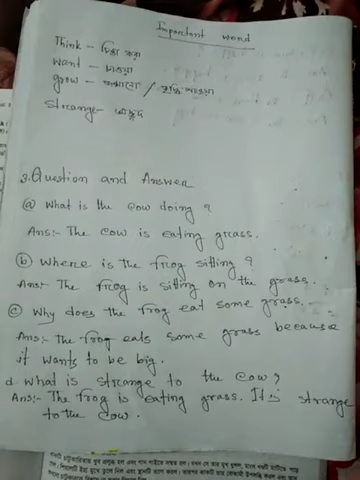 Important word
Think - চিন্তা করা
want - চাওয়া
grow - জন্মানো / বৃদ্ধি পাওয়া
Strange - অদ্ভুদ
3. Question and Answer
a What is the cow doing?
Ans:- The cow is eating grass.
b Where is the frog sitting?
Ans:- The frog is sitting on the grass.
c Why does the frog eat some grass.
Ans:- The frog eats some grass because
it wants to be big.
d What is strange to the cow?
Ans:- The frog is eating grass. It is strange
to the cow.